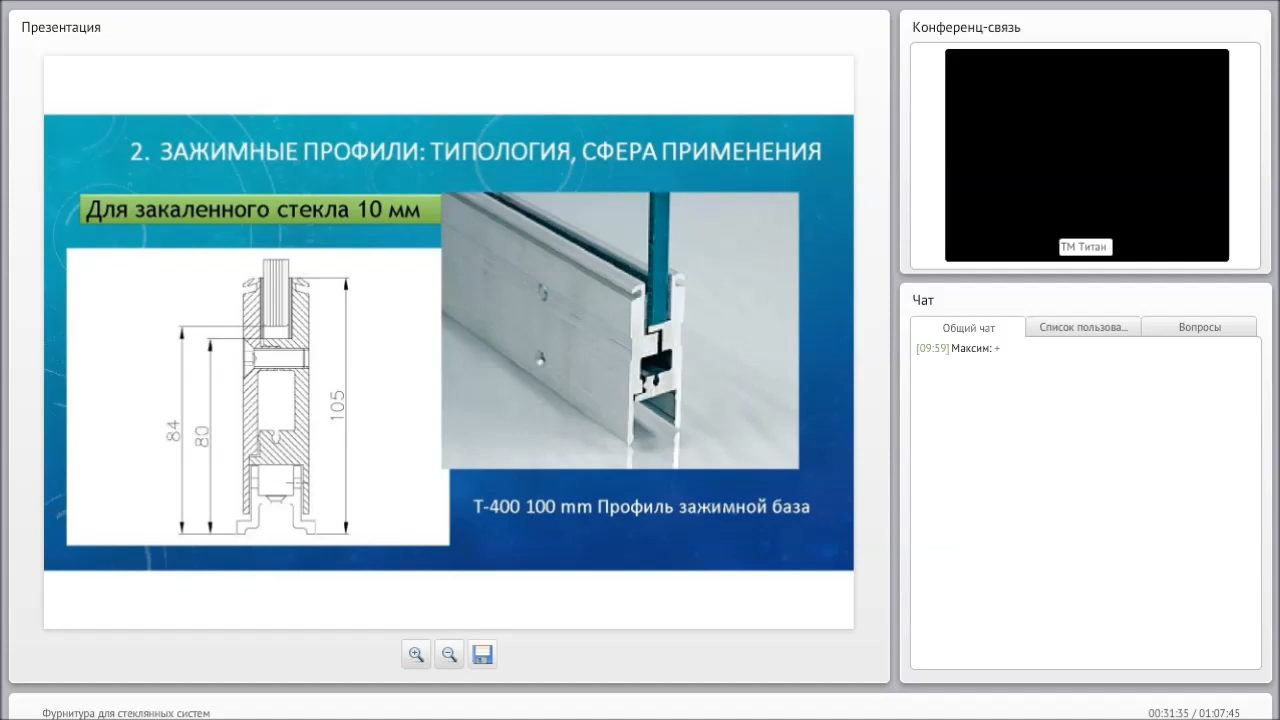 Презентация
2. ЗАЖИМНЫЕ ПРОФИЛИ: ТИПОЛОГИЯ, СФЕРА ПРИМЕНЕНИЯ
Для закаленного стекла 10 мм
84
80
105
Т-400 100 mm Профиль зажимной база
Конференц-связь
ТМ Титан
Чат
Общий чат
Список пользова...
Вопросы
[09:59] Максим: +
Фурнитура для стеклянных систем
00:31:35 / 01:07:45